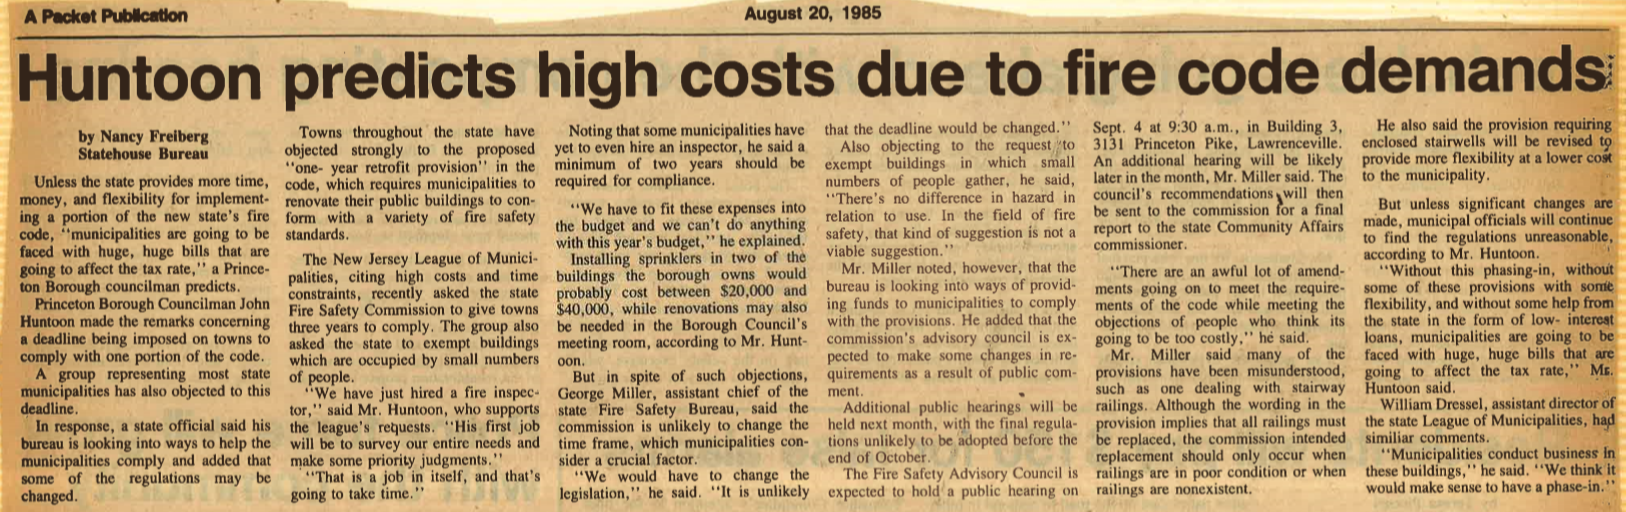 A Packet Publication
August 20, 1985
Huntoon predicts high costs due to fire code demands
by Nancy Freiberg
Statehouse Bureau
Unless the state provides more time,
money, and flexibility for implement-
ing a portion of the new state's fire
code, "municipalities are going to be
faced with huge, huge bills that are
going to affect the tax rate," a Prince-
ton Borough councilman predicts.
Princeton Borough Councilman John
Huntoon made the remarks concerning
a deadline being imposed on towns to
comply with one portion of the code.
A group representing most state
municipalities has also objected to this
deadline.
In response, a state official said his
bureau is looking into ways to help the
municipalities comply and added that
some of the regulations may be
changed.
Towns throughout the state have
objected strongly to the proposed
"one- year retrofit provision" in the
code, which requires municipalities to
renovate their public buildings to con-
form with a variety of fire safety
standards.
The New Jersey League of Munici-
palities, citing high costs and time
constraints, recently asked the state
Fire Safety Commission to give towns
three years to comply. The group also
asked the state to exempt buildings
which are occupied by small numbers
of people.
"We have just hired a fire inspec-
tor," said Mr. Huntoon, who supports
the league's requests. "His first job
will be to survey our entire needs and
make some priority judgments."
"That is a job in itself, and that's
going to take time."
Noting that some municipalities have
yet to even hire an inspector, he said a
minimum of two years should be
required for compliance.
"We have to fit these expenses into
the budget and we can't do anything
with this year's budget," he explained.
Installing sprinklers in two of the
buildings the borough owns would
probably cost between $20,000 and
$40,000, while renovations may also
be needed in the Borough Council's
meeting room, according to Mr. Hunt-
oon.
But in spite of such objections,
George Miller, assistant chief of the
state Fire Safety Bureau, said the
commission is unlikely to change the
time frame, which municipalities con-
sider a crucial factor.
"We would have to change the
legislation," he said. "It is unlikely
that the deadline would be changed."
Also objecting to the request to
exempt buildings in which small
numbers of people gather, he said,
"There's no difference in hazard in
relation to use. In the field of fire
safety, that kind of suggestion is not a
viable suggestion."
Mr. Miller noted, however, that the
bureau is looking into ways of provid-
ing funds to municipalities to comply
with the provisions. He added that the
commission's advisory council is ex-
pected to make some changes in re-
quirements as a result of public com-
ment.
Additional public hearings will be
held next month, with the final regula-
tions unlikely to be adopted before the
end of October.
The Fire Safety Advisory Council is
expected to hold a public hearing on
Sept. 4 at 9:30 a.m., in Building 3,
3131 Princeton Pike, Lawrenceville.
An additional hearing will be likely
later in the month, Mr. Miller said. The
council's recommendations will then
be sent to the commission for a final
report to the state Community Affairs
commissioner.
"There are an awful lot of amend-
ments going on to meet the require-
ments of the code while meeting the
objections of people who think its
going to be too costly," he said.
Mr. Miller said many of the
provisions have been misunderstood,
such as one dealing with stairway
railings. Although the wording in the
provision implies that all railings must
be replaced, the commission intended
replacement should only occur when
railings are in poor condition or when
railings are nonexistent.
He also said the provision requiring
enclosed stairwells will be revised to
provide more flexibility at a lower cost
to the municipality.
But unless significant changes are
made, municipal officials will continue
to find the regulations unreasonable,
according to Mr. Huntoon.
"Without this phasing-in, without
some of these provisions with some
flexibility, and without some help from
the state in the form of low- interest
loans, municipalities are going to be
faced with huge, huge bills that are
going to affect the tax rate," Mr.
Huntoon said.
William Dressel, assistant director of
the state League of Municipalities, had
similiar comments.
"Municipalities conduct business in
these buildings," he said. "We think it
would make sense to have a phase-in."